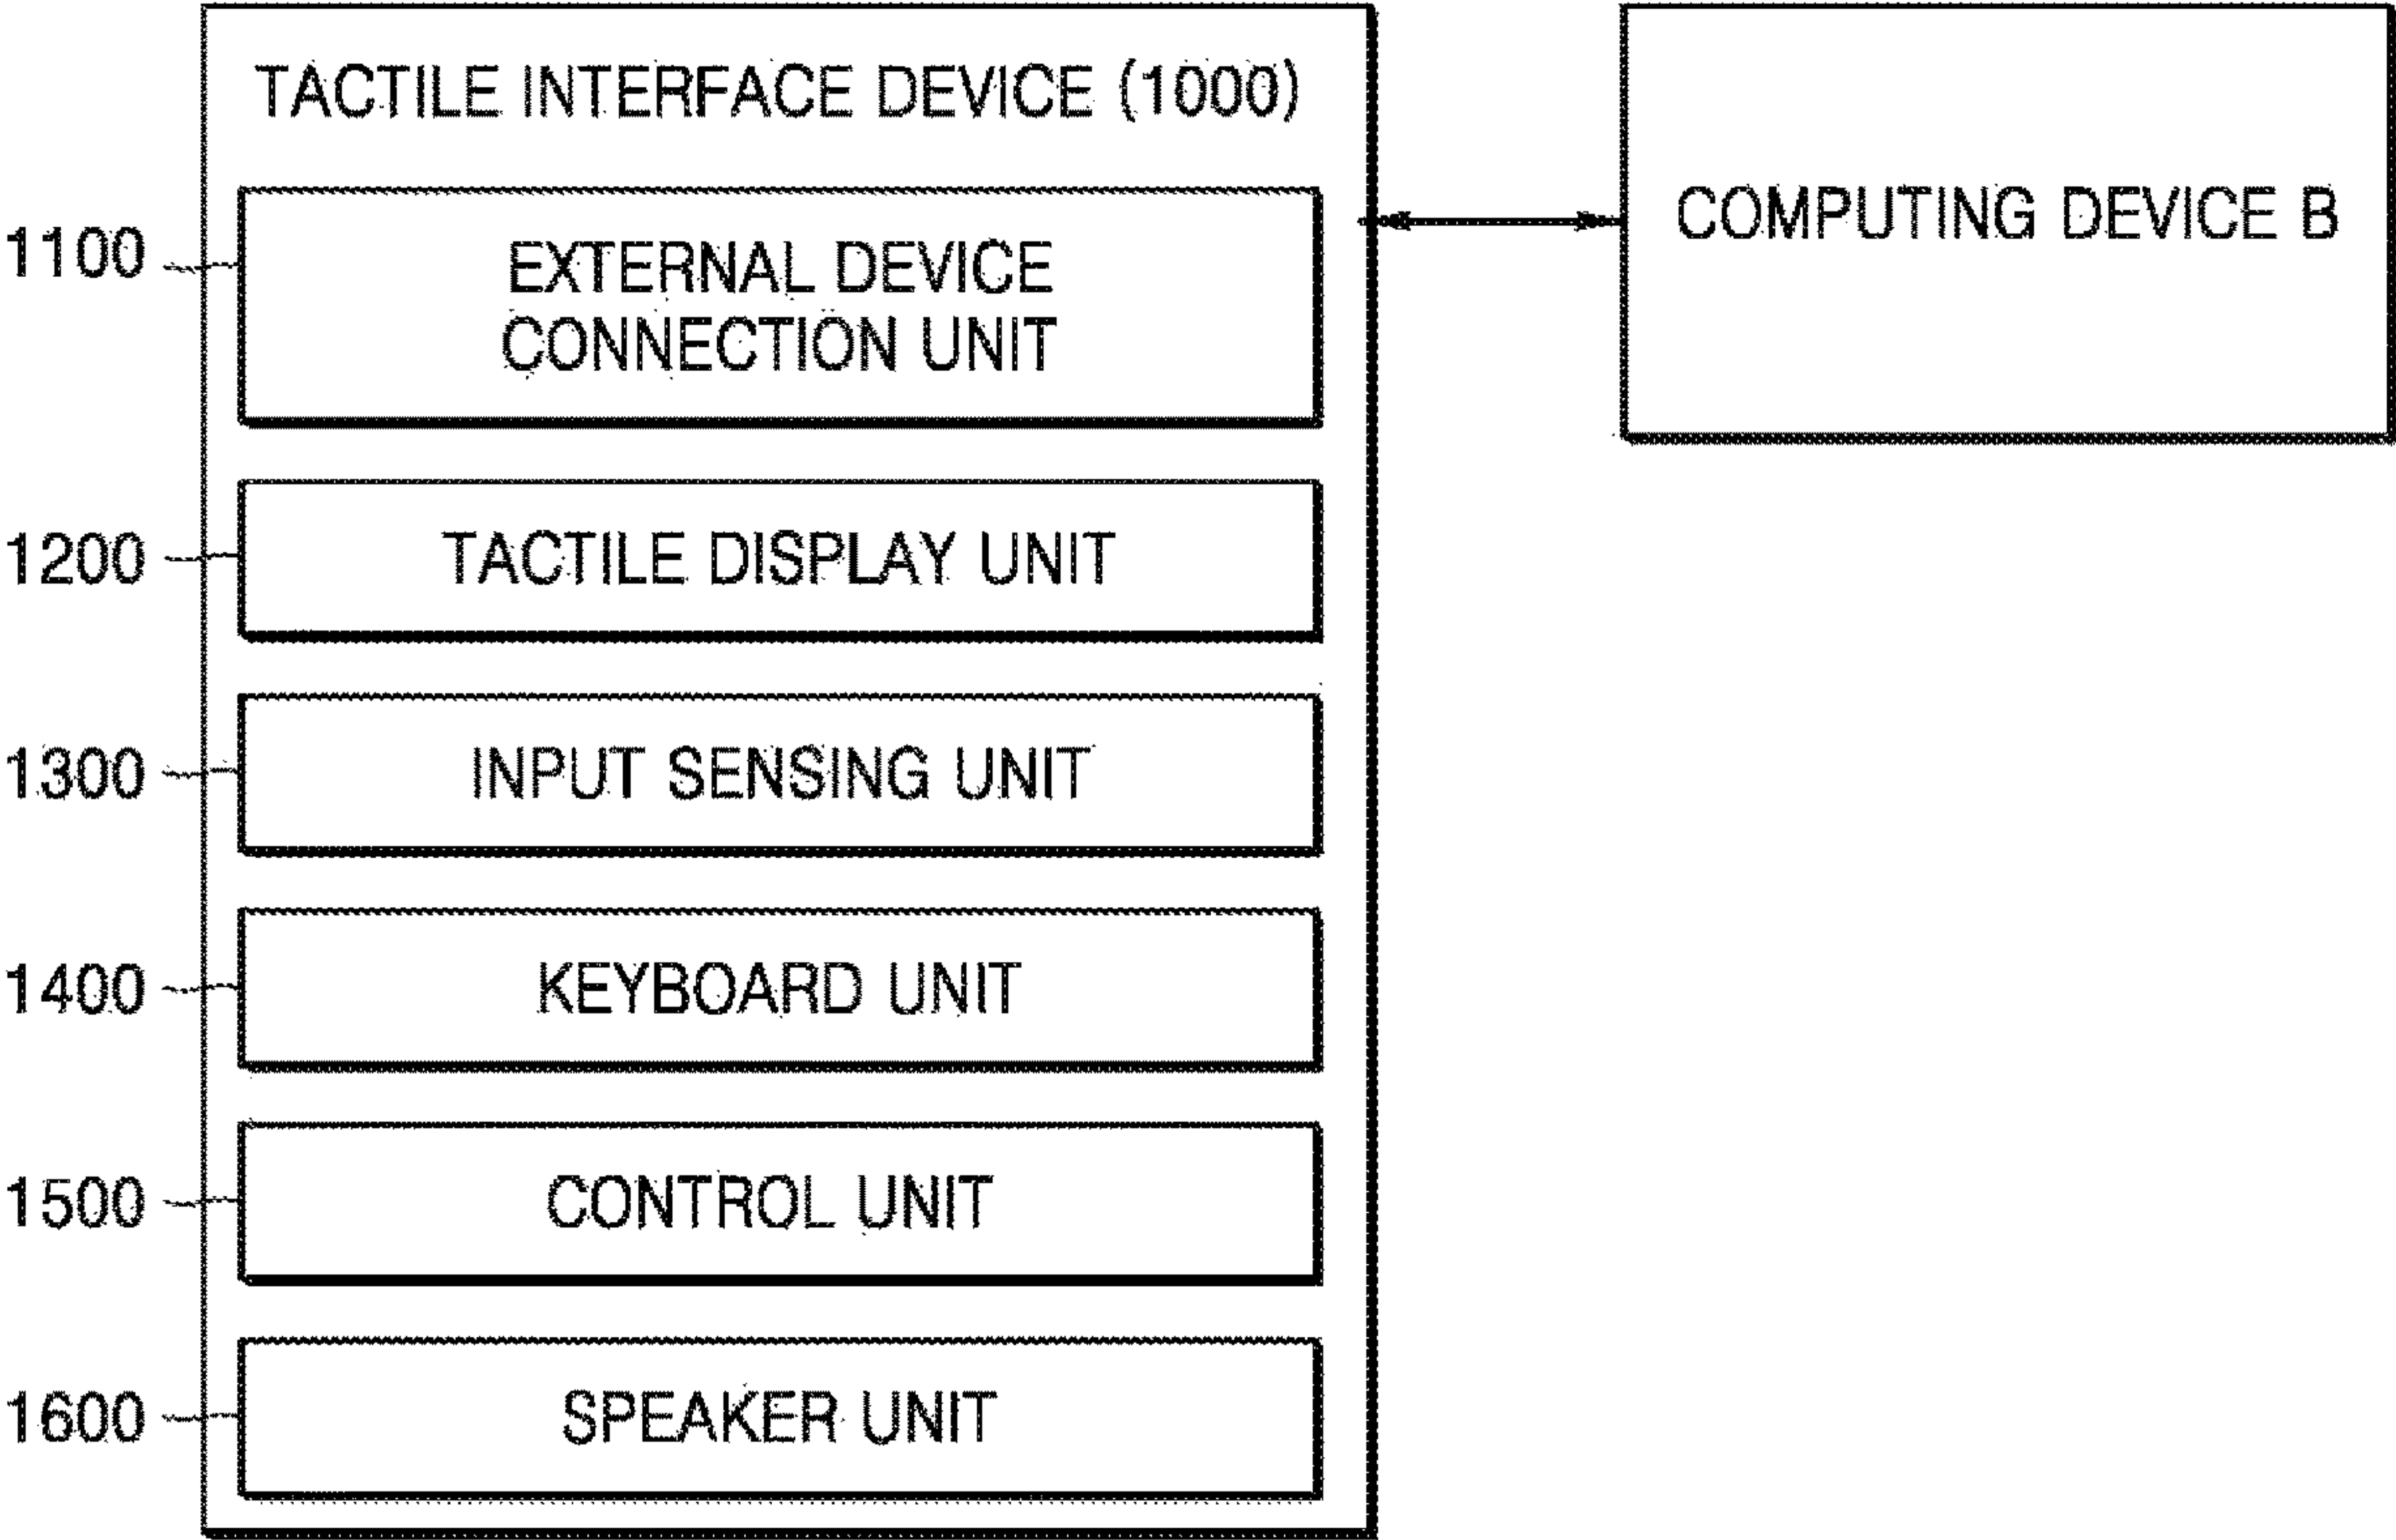 TACTILE INTERFACE DEVICE (1000)
COMPUTING DEVICE B
1100
EXTERNAL DEVICE
CONNECTION UNIT
1200
TACTILE DISPLAY UNIT
1300
INPUT SENSING UNIT
1400
KEYBOARD UNIT
1500
CONTROL UNIT
1600
SPEAKER UNIT